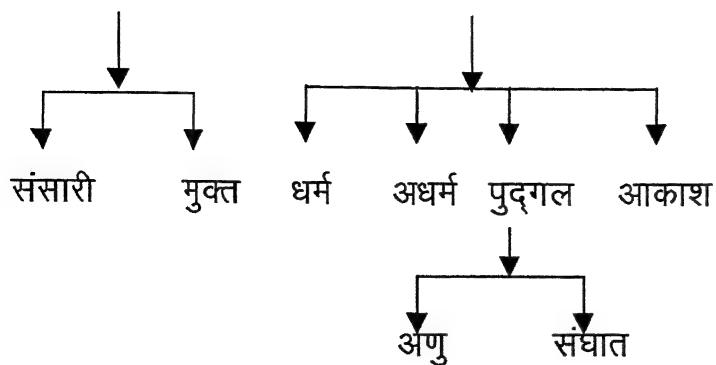 संसारी मुक्त धर्म अधर्म पुद्‌गल आकाश
अणु संघात